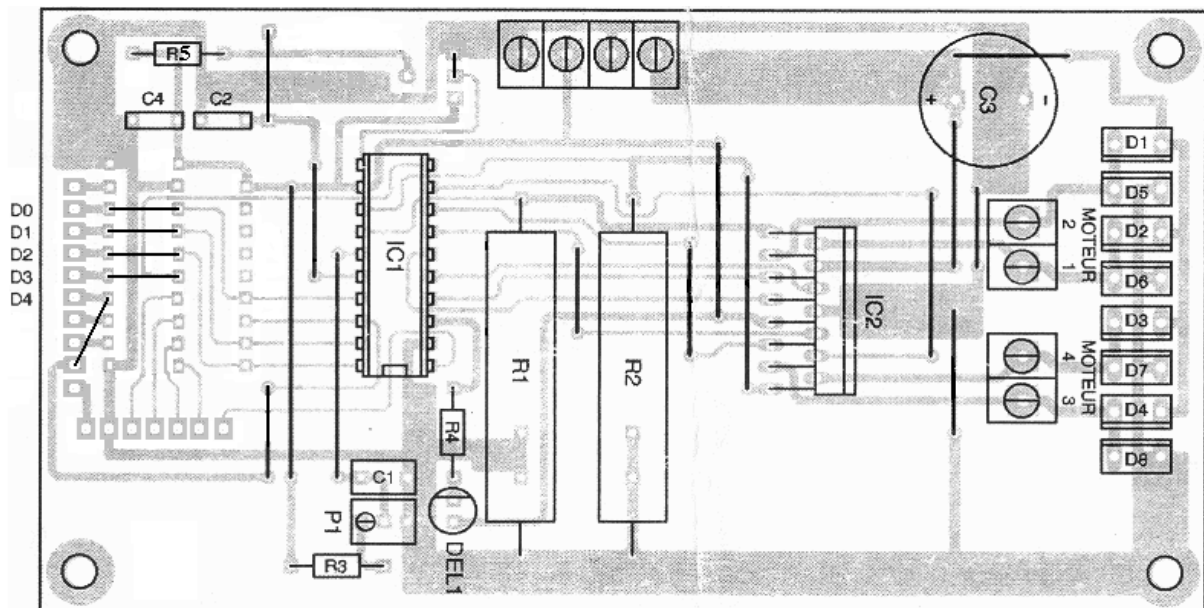 R5
C4
C2
+
-
C3
D1
D5
D2
D6
D3
D7
D4
D8
D0
D1
D2
D3
D4
IC1
R1
R2
IC2
2
1
MOTEUR
4
3
MOTEUR
R4
C1
P1
R3
DEL1